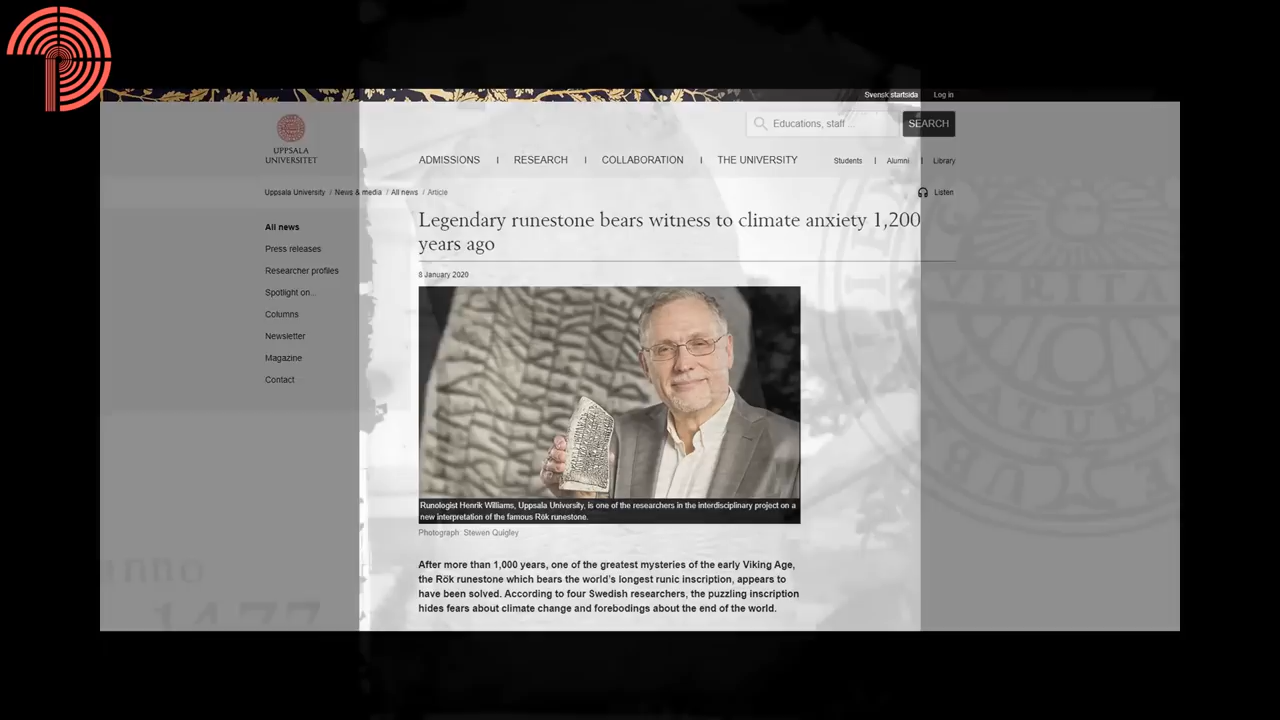 Svensk startsida Log in
UPPSALA
UNIVERSITET
Educations, staff ...
SEARCH
ADMISSIONS | RESEARCH | COLLABORATION | THE UNIVERSITY
Students | Alumni | Library
Uppsala University / News & media / All news / Article
Listen
All news
Press releases
Researcher profiles
Spotlight on...
Columns
Newsletter
Magazine
Contact
Legendary runestone bears witness to climate anxiety 1,200
years ago
8 January 2020
Runologist Henrik Williams, Uppsala University, is one of the researchers in the interdisciplinary project on a
new interpretation of the famous Rök runestone.
Photograph: Stewen Quigley
After more than 1,000 years, one of the greatest mysteries of the early Viking Age,
the Rök runestone which bears the world's longest runic inscription, appears to
have been solved. According to four Swedish researchers, the puzzling inscription
hides fears about climate change and forebodings about the end of the world.
nno
1477